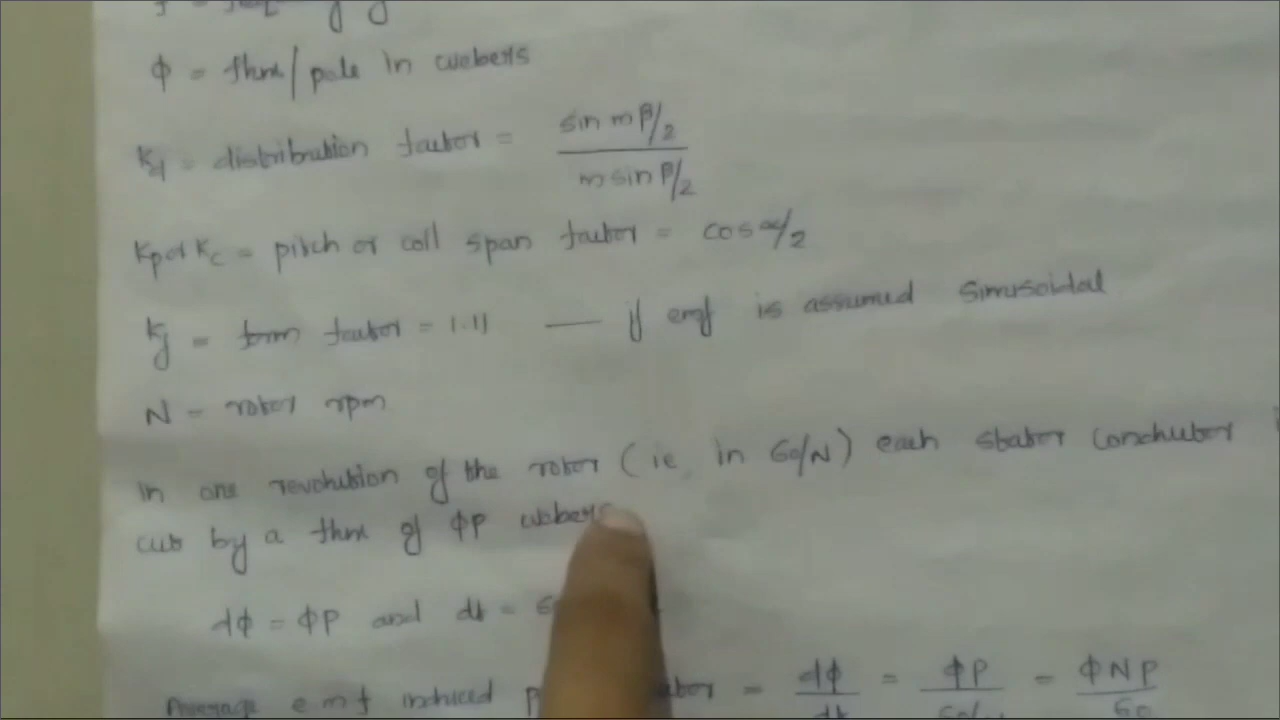 Φ = flux/pole in webers
Kd = distribution factor = sin mβ/2 / m sin β/2
Kp or Kc = pitch or coil span factor = cos α/2
Kf = form factor = 1.11 — if emf is assumed sinusoidal
N = rotor rpm
In one revolution of the rotor (ie, in 60/N) each stator conductor
cut by a flux of ΦP webers
dΦ = ΦP and dt =
Average emf induced = dΦ/dt = ΦP/60/N = ΦNP/60